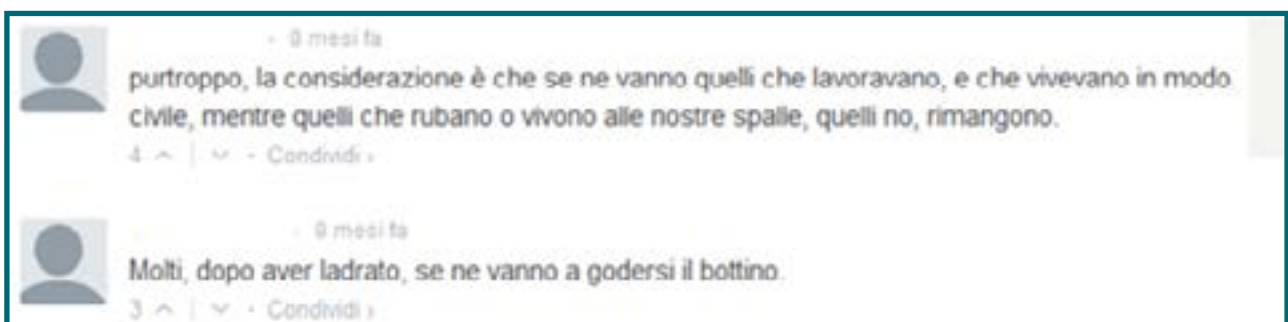 • 9 mesi fa
purtroppo, la considerazione è che se ne vanno quelli che lavoravano, e che vivevano in modo
civile, mentre quelli che rubano o vivono alle nostre spalle, quelli no, rimangono.
4 ^ | v • Condividi ›
• 9 mesi fa
Molti, dopo aver ladrato, se ne vanno a godersi il bottino.
3 ^ | v • Condividi ›